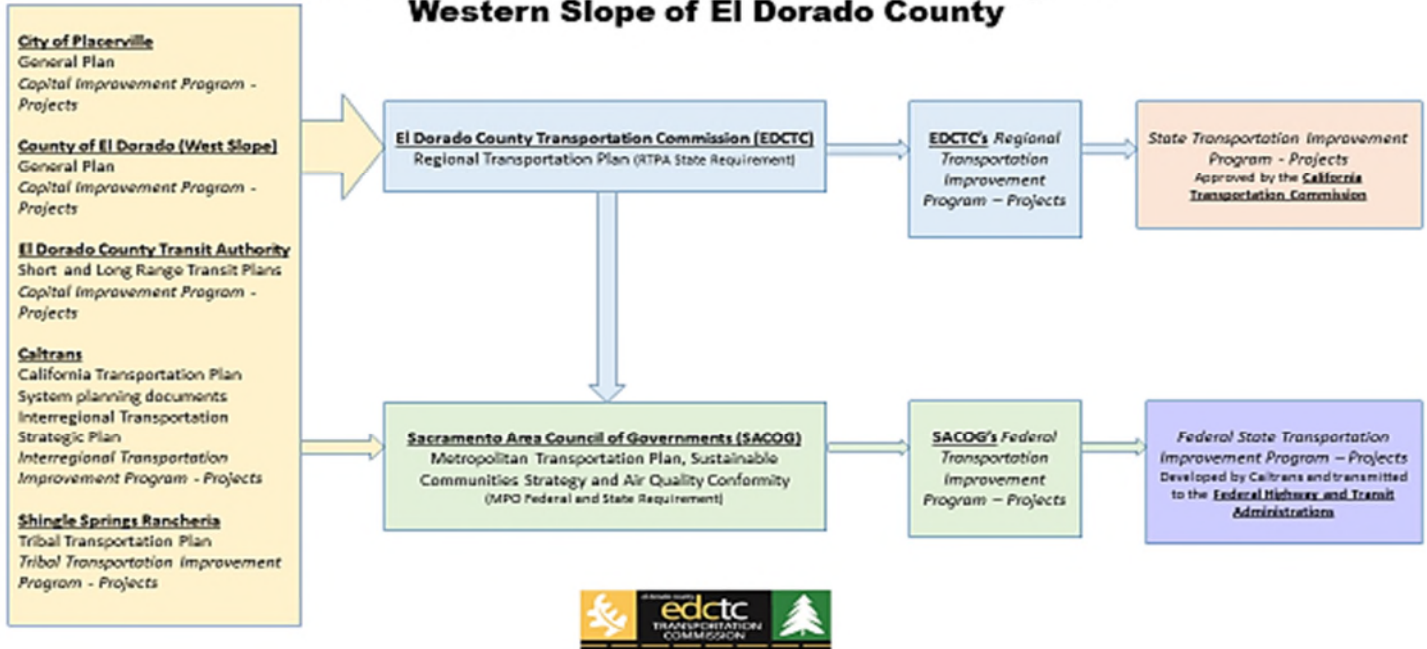 Western Slope of El Dorado County
City of Placerville
General Plan
Capital Improvement Program -
Projects
County of El Dorado (West Slope)
General Plan
Capital Improvement Program -
Projects
El Dorado County Transit Authority
Short and Long Range Transit Plans
Capital Improvement Program -
Projects
Caltrans
California Transportation Plan
System planning documents
Interregional Transportation
Strategic Plan
Interregional Transportation
Improvement Program - Projects
Shingle Springs Rancheria
Tribal Transportation Plan
Tribal Transportation Improvement
Program - Projects
El Dorado County Transportation Commission (EDCTC)
Regional Transportation Plan (RTPA State Requirement)
EDCTC's Regional
Transportation
Improvement
Program – Projects
State Transportation Improvement
Program - Projects
Approved by the California
Transportation Commission
Sacramento Area Council of Governments (SACOG)
Metropolitan Transportation Plan, Sustainable
Communities Strategy and Air Quality Conformity
(MPO Federal and State Requirement)
SACOG's Federal
Transportation
Improvement
Program – Projects
Federal State Transportation
Improvement Program – Projects
Developed by Caltrans and transmitted
to the Federal Highway and Transit
Administrations
el dorado county
edctc
TRANSPORTATION
COMMISSION